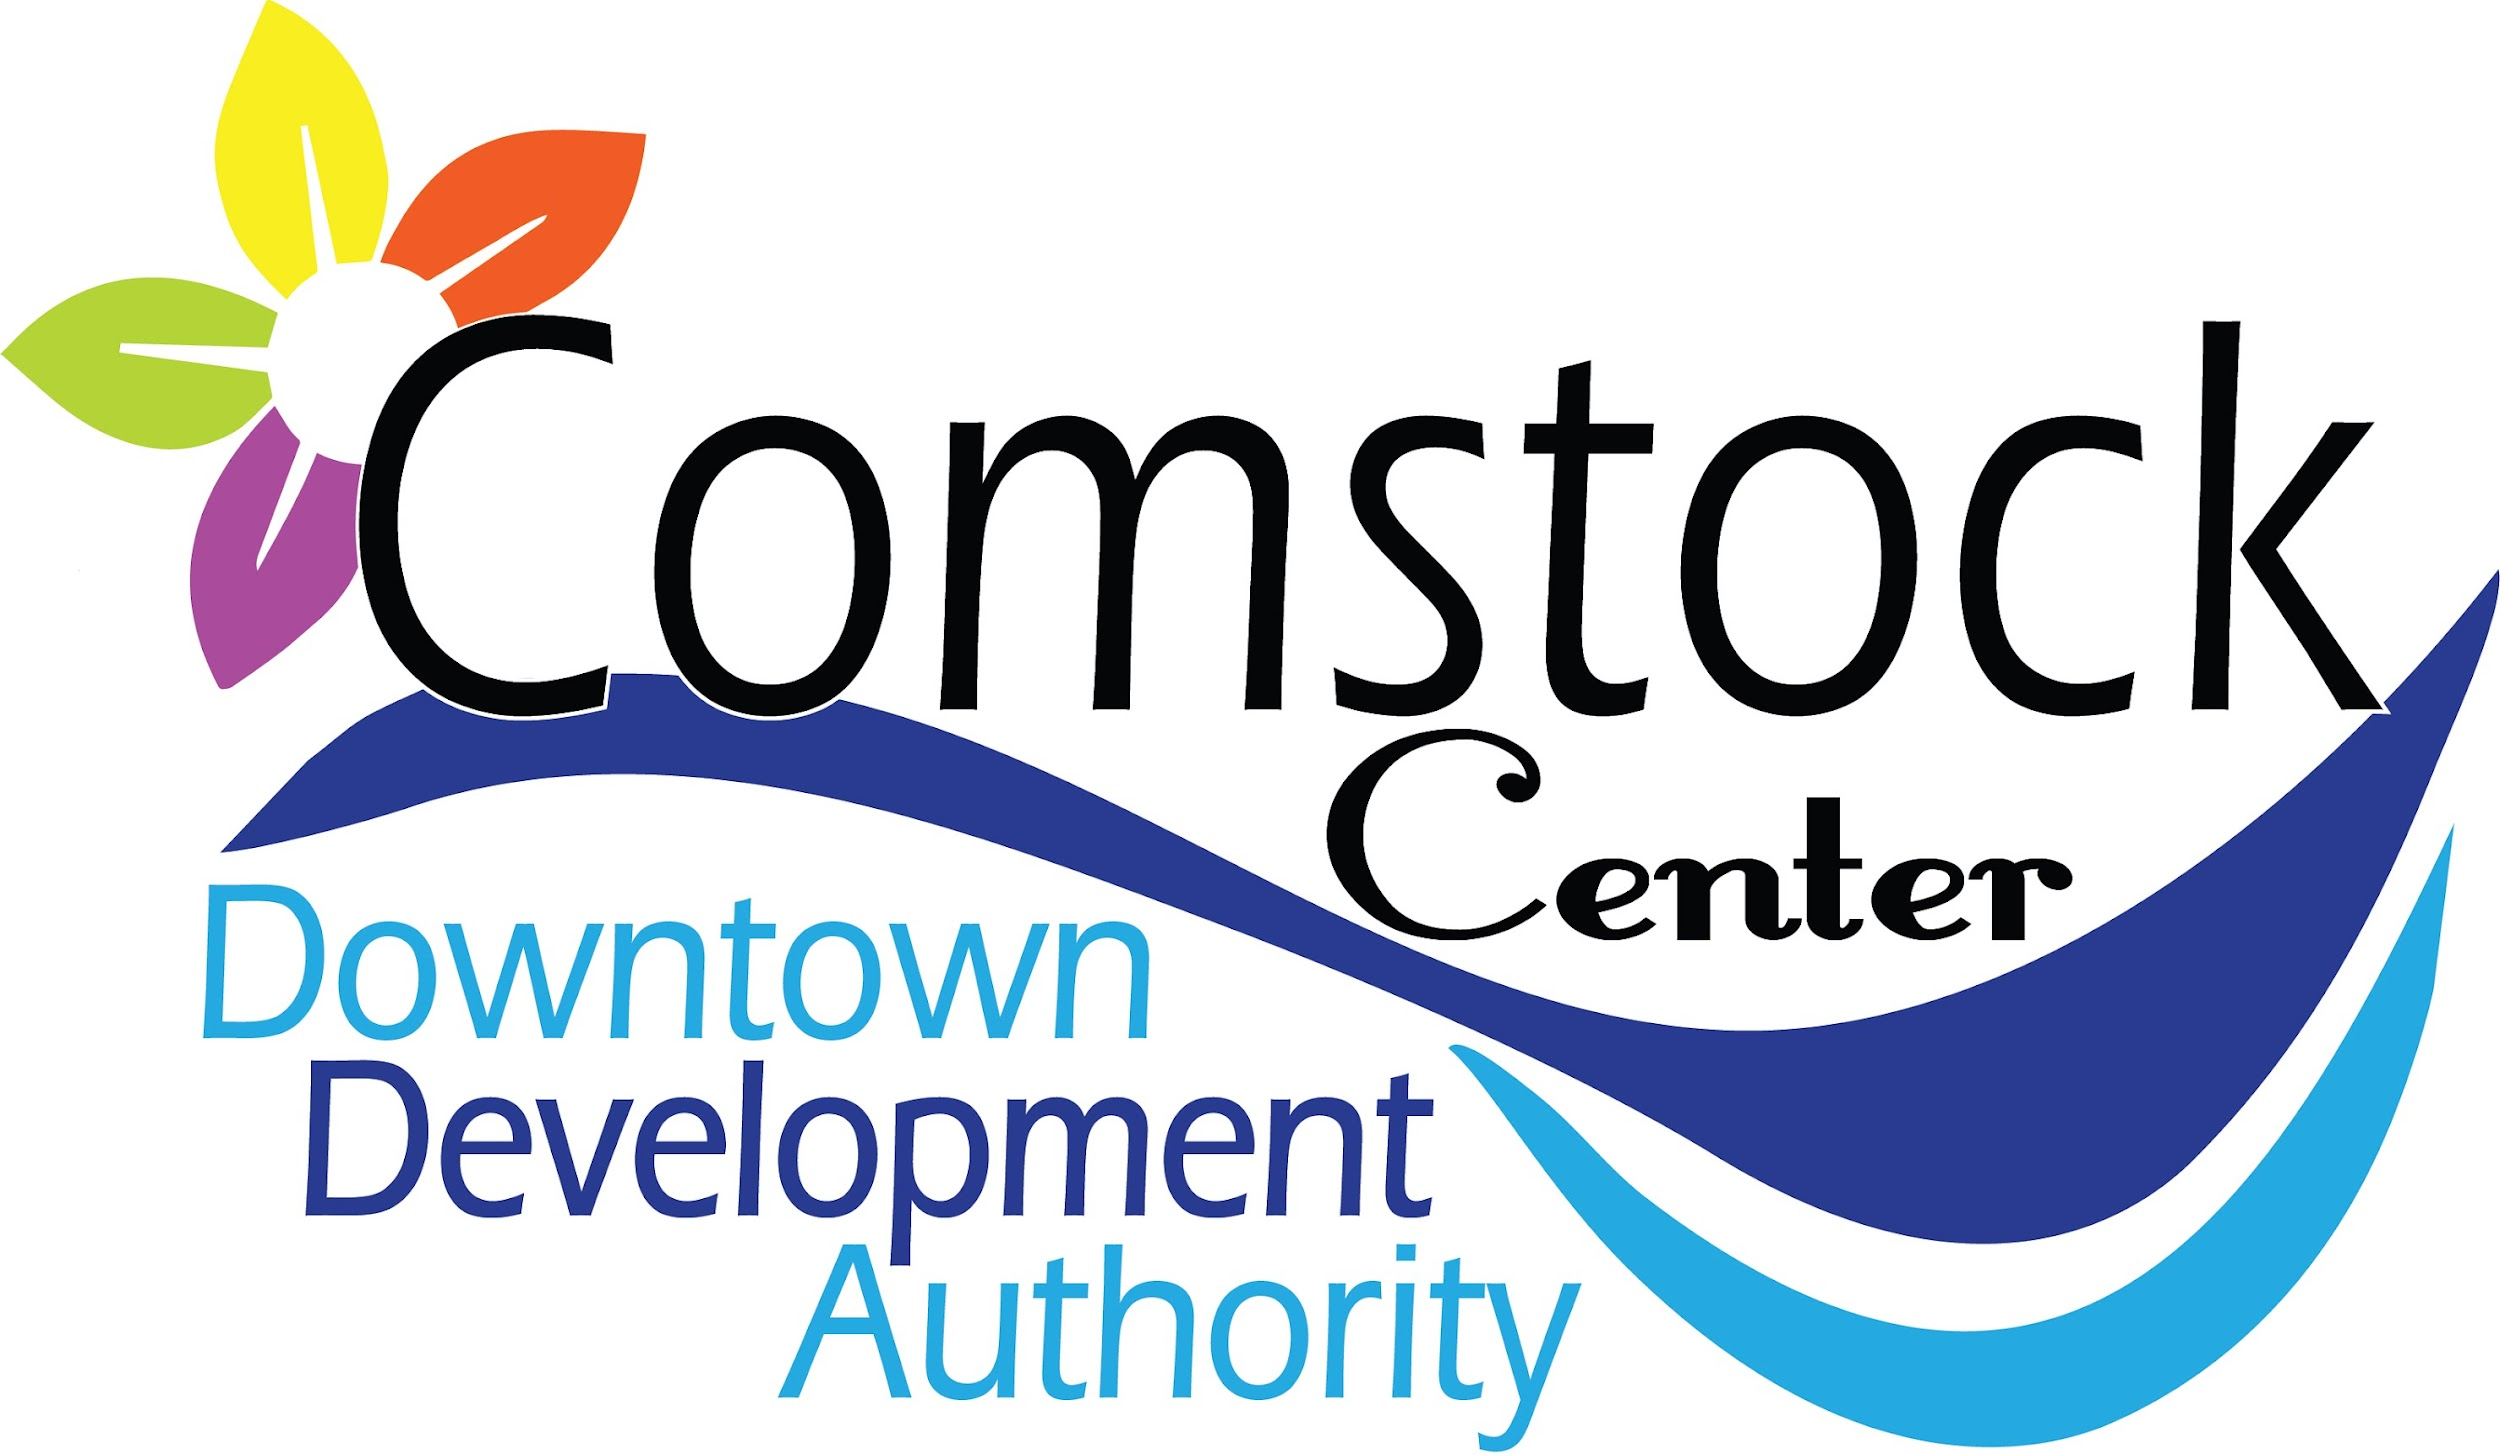 Comstock
Center
Downtown
Development
Authority